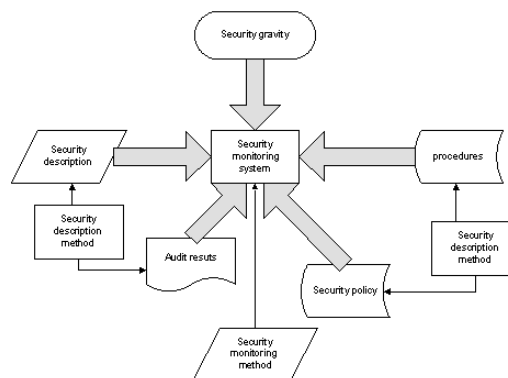 Security gravity
Security
description
Security
monitoring
system
procedures
Security
description
method
Security
description
method
Audit resuts
Security policy
Security
monitoring method